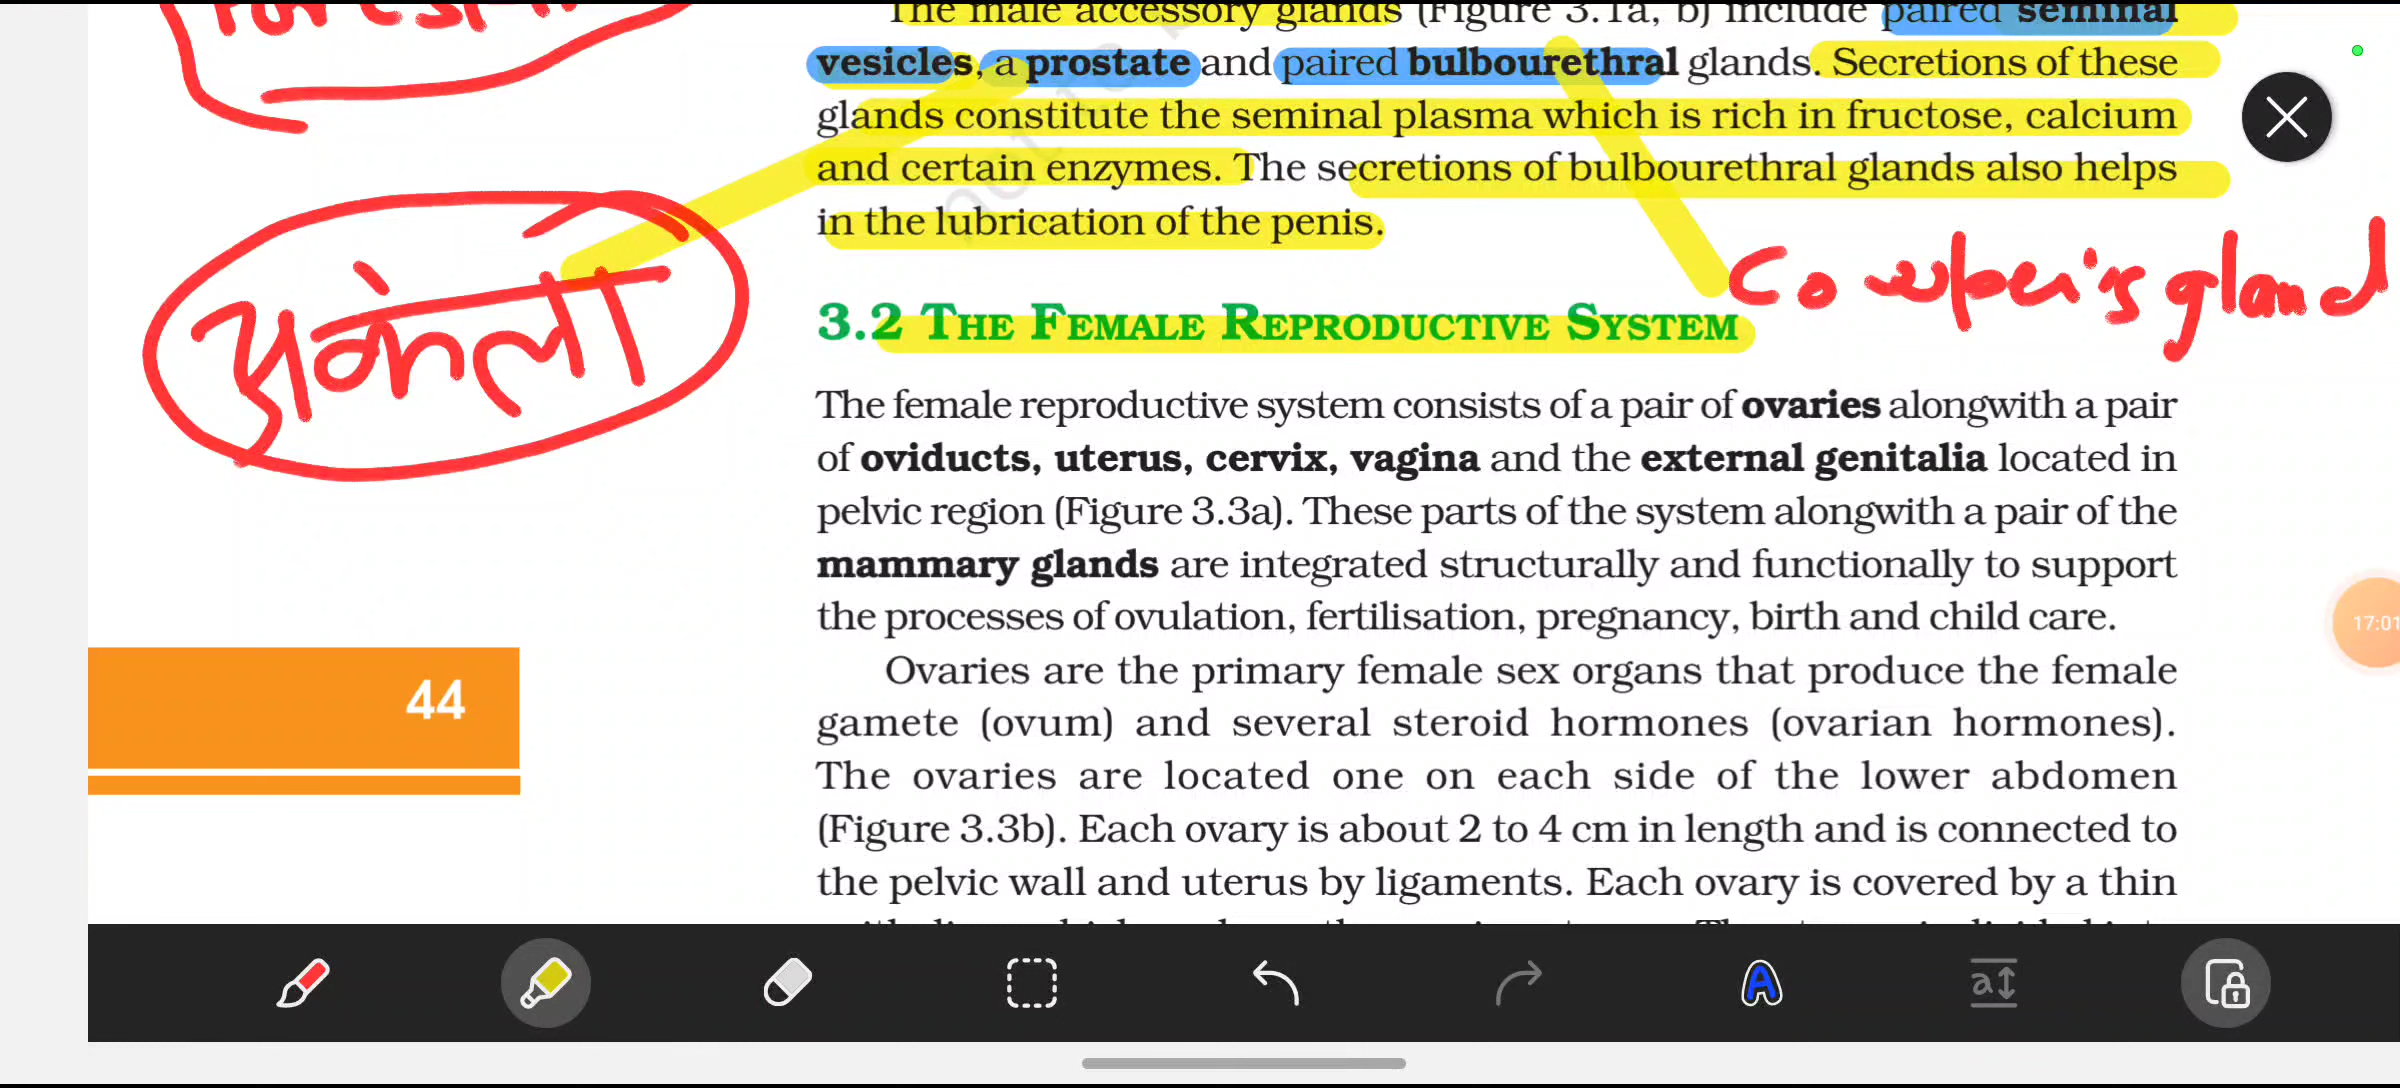 The male accessory glands (Figure 3.1a, b) include paired seminal
vesicles, a prostate and paired bulbourethral glands. Secretions of these
glands constitute the seminal plasma which is rich in fructose, calcium
and certain enzymes. The secretions of bulbourethral glands also helps
in the lubrication of the penis.
Cowper's gland
अकेला
3.2 THE FEMALE REPRODUCTIVE SYSTEM
The female reproductive system consists of a pair of ovaries alongwith a pair
of oviducts, uterus, cervix, vagina and the external genitalia located in
pelvic region (Figure 3.3a). These parts of the system alongwith a pair of the
mammary glands are integrated structurally and functionally to support
the processes of ovulation, fertilisation, pregnancy, birth and child care.
Ovaries are the primary female sex organs that produce the female
gamete (ovum) and several steroid hormones (ovarian hormones).
The ovaries are located one on each side of the lower abdomen
(Figure 3.3b). Each ovary is about 2 to 4 cm in length and is connected to
the pelvic wall and uterus by ligaments. Each ovary is covered by a thin
44
17:01